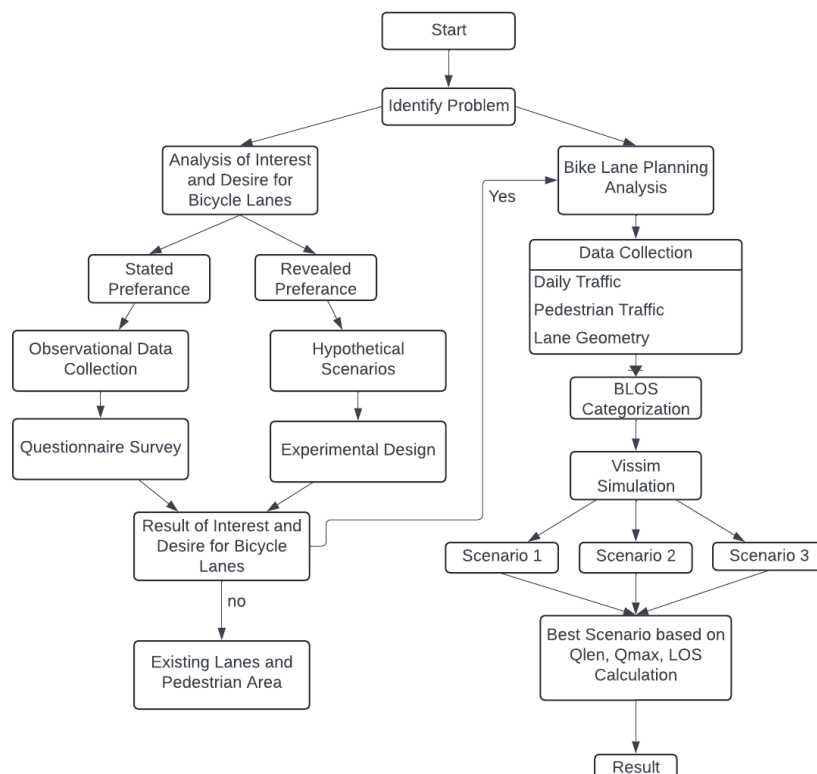 Start
Identify Problem
Analysis of Interest
and Desire for
Bicycle Lanes
Bike Lane Planning
Analysis
Yes
Stated
Preferance
Revealed
Preferance
Data Collection
Daily Traffic
Pedestrian Traffic
Lane Geometry
Observational Data
Collection
Hypothetical
Scenarios
BLOS
Categorization
Questionnaire Survey
Experimental Design
Vissim
Simulation
Result of Interest and
Desire for Bicycle
Lanes
Scenario 1
Scenario 2
Scenario 3
no
Existing Lanes and
Pedestrian Area
Best Scenario based on
Qlen, Qmax, LOS
Calculation
Result